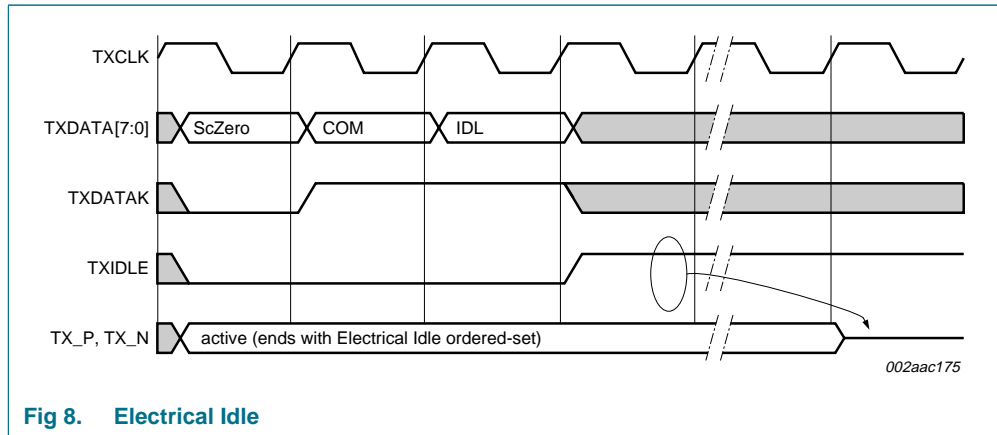 TXCLK
TXDATA[7:0] ScZero COM IDL
TXDATAK
TXIDLE
TX_P, TX_N active (ends with Electrical Idle ordered-set)
002aac175
Fig 8. Electrical Idle